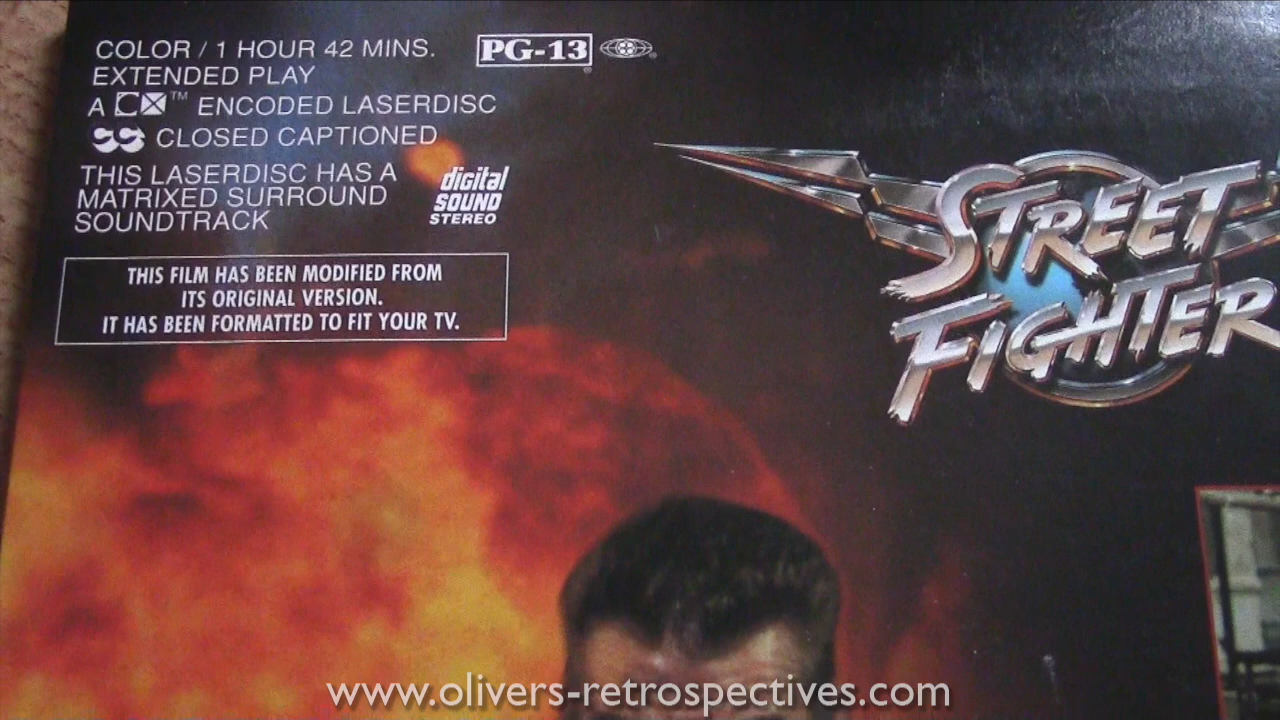 COLOR / 1 HOUR 42 MINS.
PG-13
EXTENDED PLAY
A CX™ ENCODED LASERDISC
CLOSED CAPTIONED
THIS LASERDISC HAS A
MATRIXED SURROUND
SOUNDTRACK
digital
SOUND
STEREO
THIS FILM HAS BEEN MODIFIED FROM
ITS ORIGINAL VERSION.
IT HAS BEEN FORMATTED TO FIT YOUR TV.
STREET
FIGHTER
www.olivers-retrospectives.com